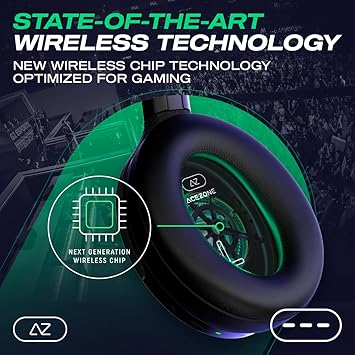 STATE-OF-THE-ART
WIRELESS TECHNOLOGY
NEW WIRELESS CHIP TECHNOLOGY
OPTIMIZED FOR GAMING
AZ
ACEZONE
NEXT GENERATION
WIRELESS CHIP
AZ